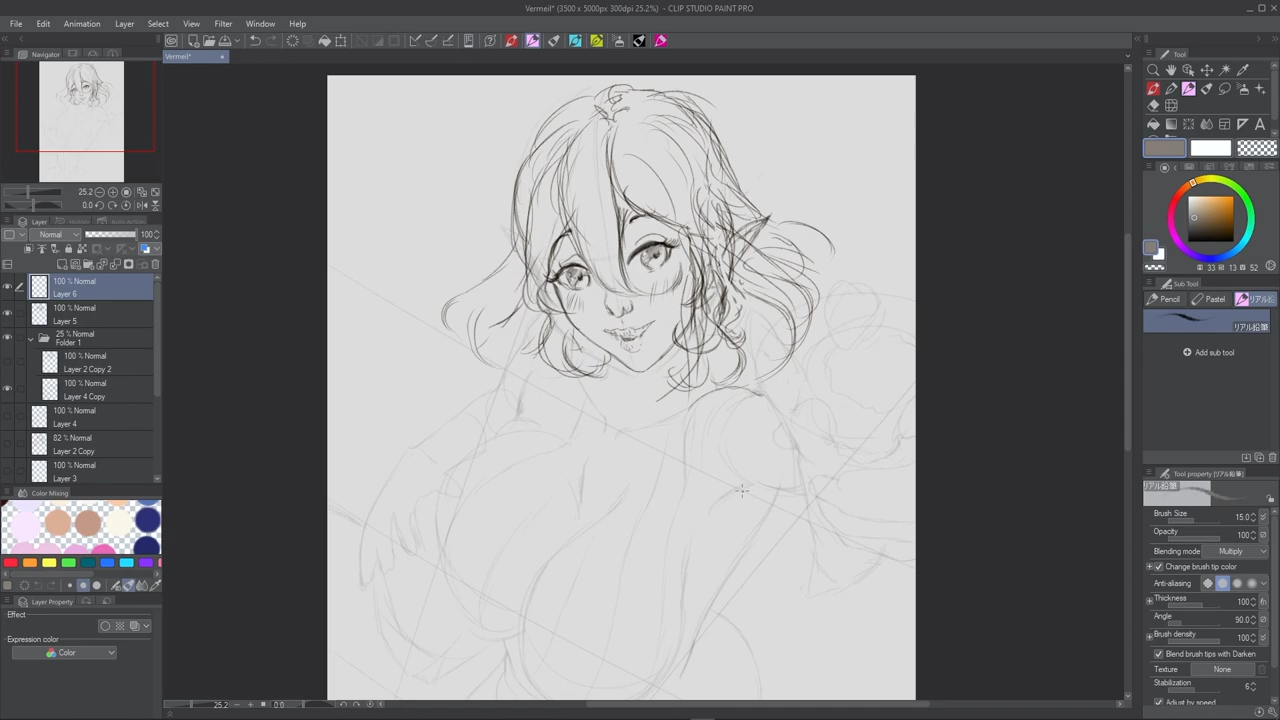 Vermeil* (3500 x 5000px 300dpi 25.2%) - CLIP STUDIO PAINT PRO
File Edit Animation Layer Select View Filter Window Help
Navigator
Vermeil*
Tool
25.2
0.0
Layer
History
Auto Action
Normal 100
100 % Normal
Layer 6
100 % Normal
Layer 5
25 % Normal
Folder 1
100 % Normal
Layer 2 Copy 2
100 % Normal
Layer 4 Copy
100 % Normal
Layer 4
82 % Normal
Layer 2 Copy
100 % Normal
Layer 3
Color Mixing
Layer Property
Effect
Expression color
Color
25.2
0.0
H 33 S 13 V 52
Sub Tool
Pencil Pastel リアル鉛筆
リアル鉛筆
Add sub tool
Tool property [リアル鉛筆]
リアル鉛筆
Brush Size 15.0
Opacity 100
Blending mode Multiply
Change brush tip color
Anti-aliasing
Thickness 100
Angle 90.0
Brush density 100
Blend brush tips with Darken
Texture None
Stabilization 6
Adjust by speed